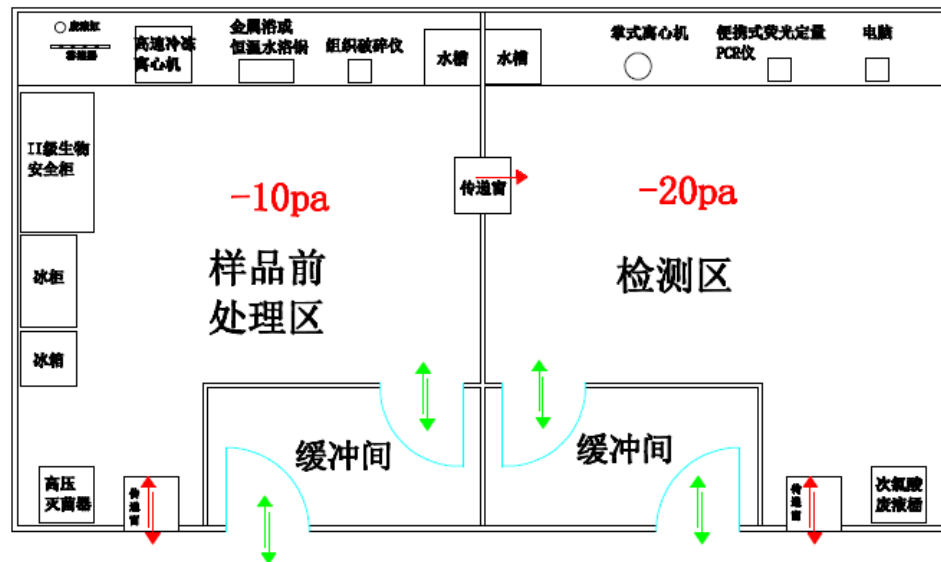 废液缸
移液器
高速冷冻
离心机
金属浴或
恒温水浴锅
组织破碎仪
水槽
水槽
掌式离心机
便携式荧光定量
PCR仪
电脑
II级生物
安全柜
传递窗
-10pa
-20pa
样品前
处理区
检测区
冰柜
冰箱
缓冲间
缓冲间
高压
灭菌器
传递窗
传递窗
次氯酸
废液桶